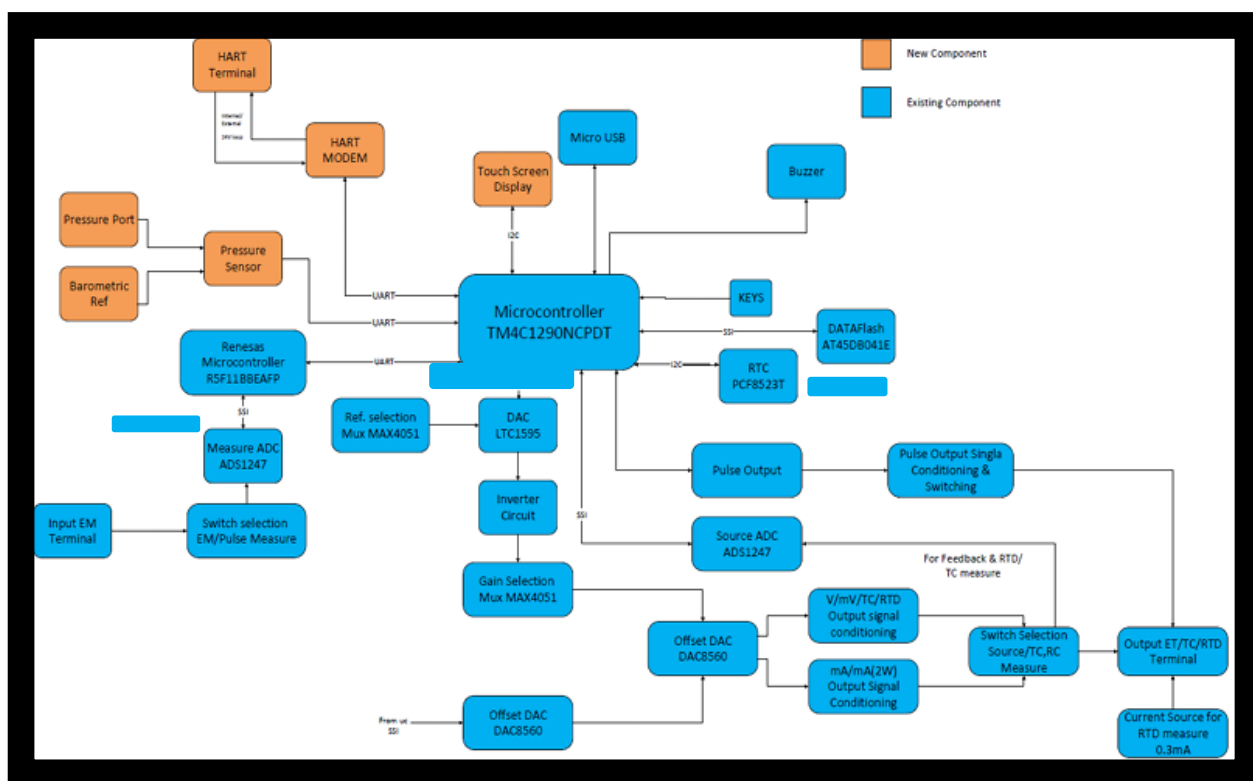 HART
Terminal
New Component
Existing Component
Internal/
External
24V loop
HART
MODEM
Micro USB
Touch Screen
Display
Buzzer
Pressure Port
I2C
Pressure
Sensor
Barometric
Ref
UART
UART
Microcontroller
TM4C1290NCPDT
KEYS
SSI
DATAFlash
AT45DB041E
Renesas
Microcontroller
R5F11BBEAFP
UART
I2C
RTC
PCF8523T
SSI
Ref. selection
Mux MAX4051
DAC
LTC1595
Measure ADC
ADS1247
Pulse Output
Pulse Output Singla
Conditioning &
Switching
Inverter
Circuit
SSI
Input EM
Terminal
Switch selection
EM/Pulse Measure
Source ADC
ADS1247
For Feedback & RTD/
TC measure
Gain Selection
Mux MAX4051
V/mV/TC/RTD
Output signal
conditioning
Offset DAC
DAC8560
Switch Selection
Source/TC,RC
Measure
Output ET/TC/RTD
Terminal
mA/mA(2W)
Output Signal
Conditioning
From uc
SSI
Offset DAC
DAC8560
Current Source for
RTD measure
0.3mA